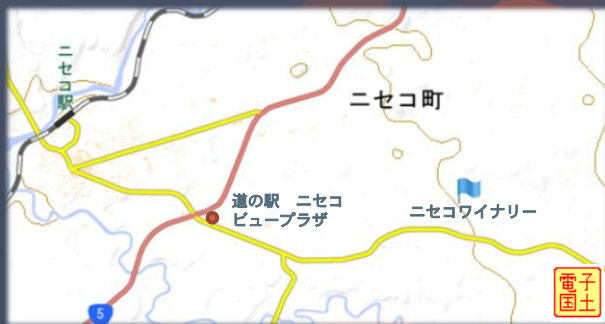 ニセコ駅
ニセコ町
道の駅 ニセコ
ビュープラザ
ニセコワイナリー
5
電子
国土